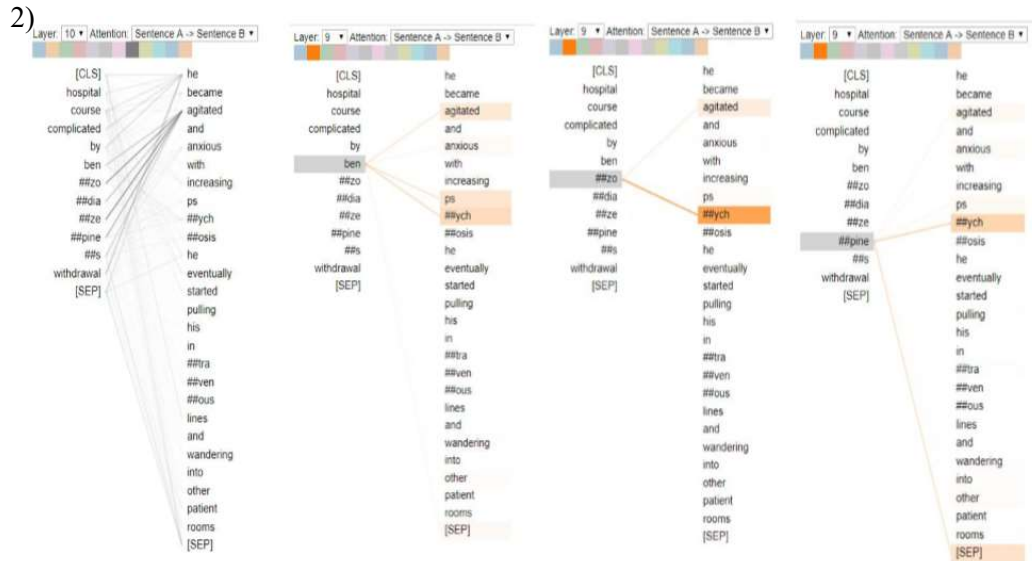 2)
Layer: 10 Attention: Sentence A -> Sentence B
[CLS]
hospital
course
complicated
by
ben
##zo
##dia
##ze
##pine
##s
withdrawal
[SEP]
he
became
agitated
and
anxious
with
increasing
ps
##ych
##osis
he
eventually
started
pulling
his
in
##tra
##ven
##ous
lines
and
wandering
into
other
patient
rooms
[SEP]
Layer: 9 Attention: Sentence A -> Sentence B
[CLS]
hospital
course
complicated
by
ben
##zo
##dia
##ze
##pine
##s
withdrawal
[SEP]
he
became
agitated
and
anxious
with
increasing
ps
##ych
##osis
he
eventually
started
pulling
his
in
##tra
##ven
##ous
lines
and
wandering
into
other
patient
rooms
[SEP]
Layer: 9 Attention: Sentence A -> Sentence B
[CLS]
hospital
course
complicated
by
ben
##zo
##dia
##ze
##pine
##s
withdrawal
[SEP]
he
became
agitated
and
anxious
with
increasing
ps
##ych
##osis
he
eventually
started
pulling
his
in
##tra
##ven
##ous
lines
and
wandering
into
other
patient
rooms
[SEP]
Layer: 9 Attention: Sentence A -> Sentence B
[CLS]
hospital
course
complicated
by
ben
##zo
##dia
##ze
##pine
##s
withdrawal
[SEP]
he
became
agitated
and
anxious
with
increasing
ps
##ych
##osis
he
eventually
started
pulling
his
in
##tra
##ven
##ous
lines
and
wandering
into
other
patient
rooms
[SEP]